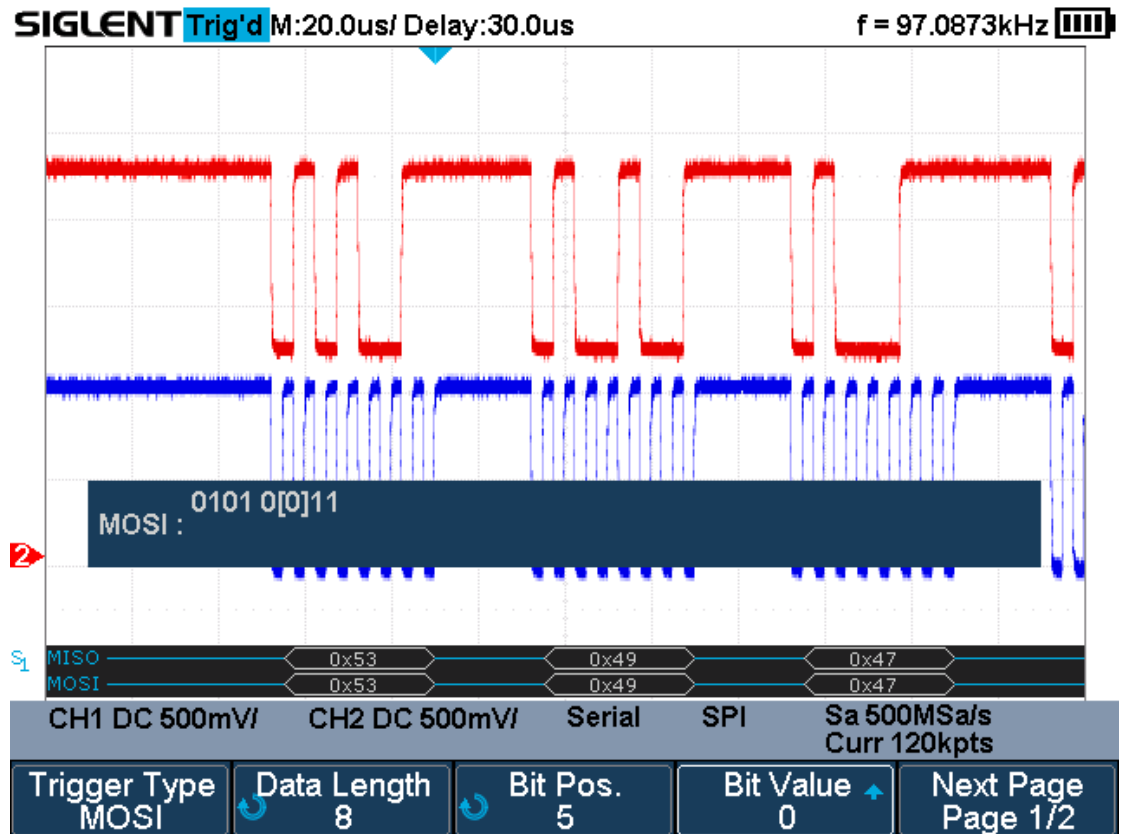 SIGLENT Trig'd M:20.0us/ Delay:30.0us f = 97.0873kHz
0101 0[0]11
MOSI :
2
S1 MISO 0x53 0x49 0x47
MOSI 0x53 0x49 0x47
CH1 DC 500mV/ CH2 DC 500mV/ Serial SPI Sa 500MSa/s
Curr 120kpts
Trigger Type Data Length Bit Pos. Bit Value Next Page
MOSI 8 5 0 Page 1/2